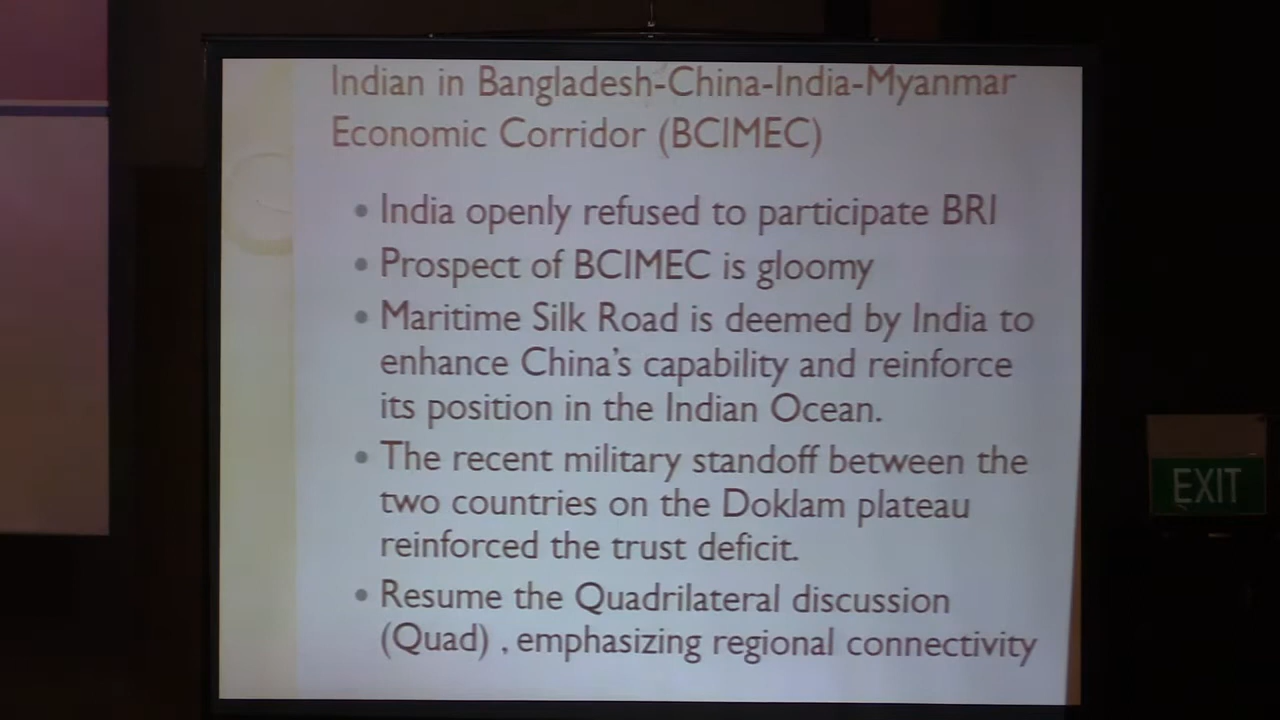 Indian in Bangladesh-China-India-Myanmar
Economic Corridor (BCIMEC)
• India openly refused to participate BRI
• Prospect of BCIMEC is gloomy
• Maritime Silk Road is deemed by India to
enhance China's capability and reinforce
its position in the Indian Ocean.
• The recent military standoff between the
two countries on the Doklam plateau
reinforced the trust deficit.
• Resume the Quadrilateral discussion
(Quad) , emphasizing regional connectivity
EXIT